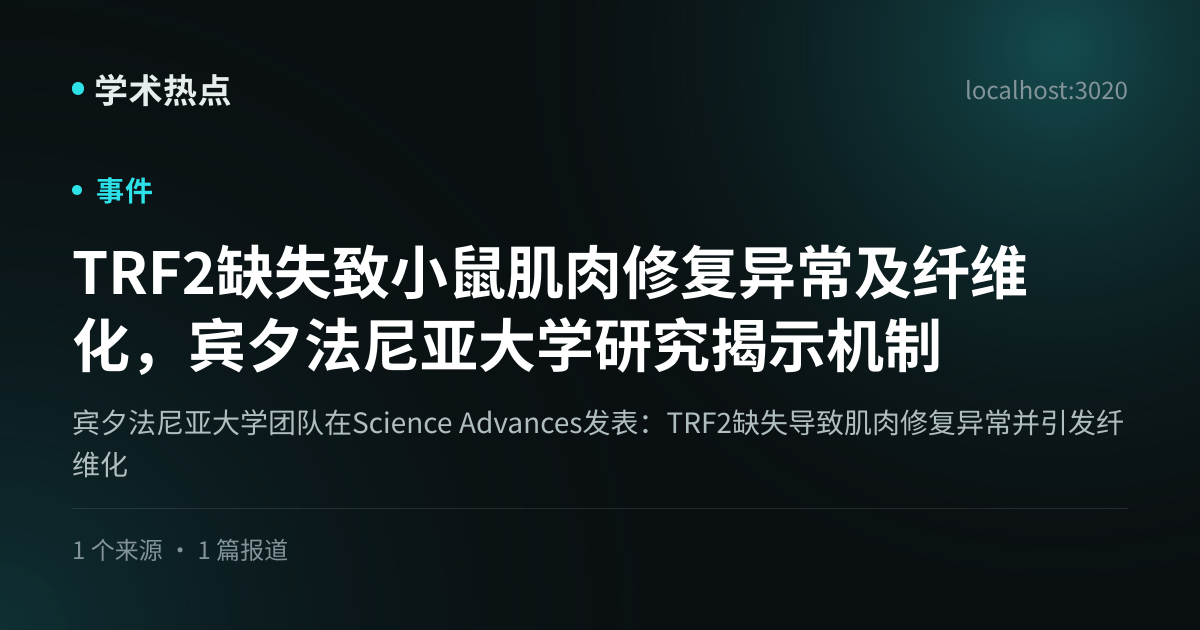 学术热点
localhost:3020
事件
TRF2缺失致小鼠肌肉修复异常及纤维
化，宾夕法尼亚大学研究揭示机制
宾夕法尼亚大学团队在Science Advances发表：TRF2缺失导致肌肉修复异常并引发纤
维化
1 个来源 · 1 篇报道